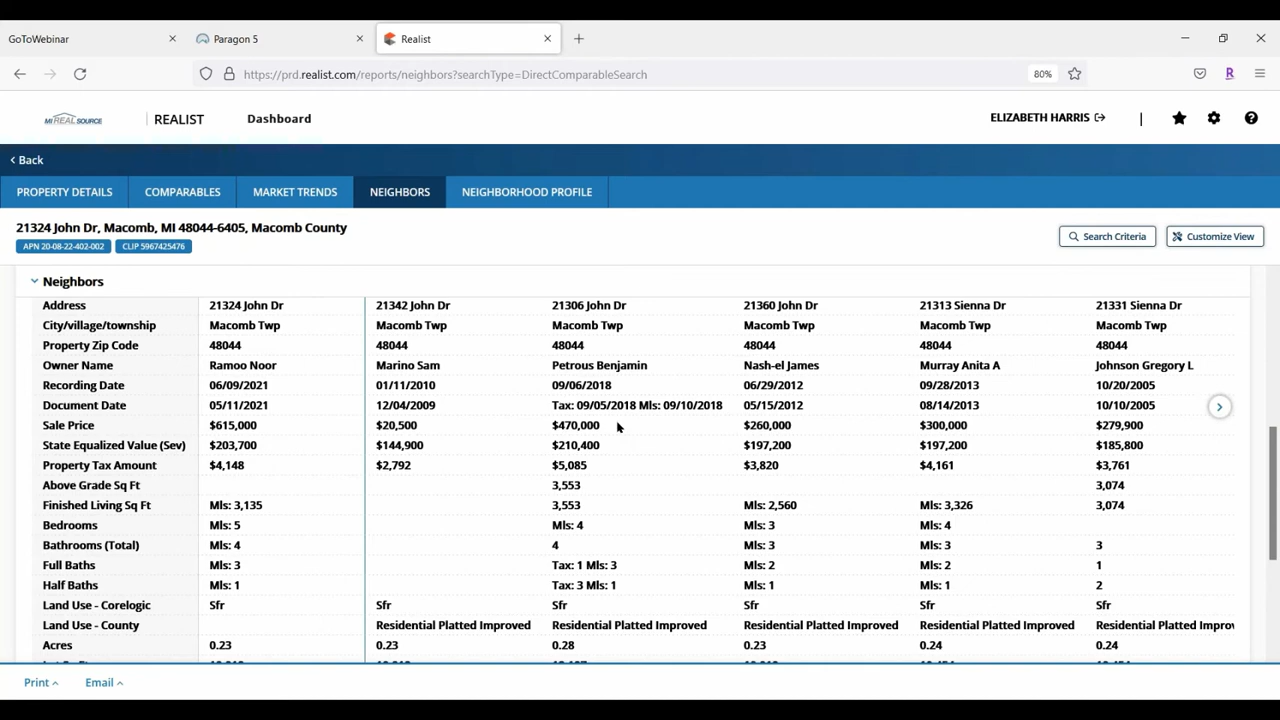 GoToWebinar Paragon 5 Realist
https://prd.realist.com/reports/neighbors?searchType=DirectComparableSearch 80%
MI REAL SOURCE REALIST Dashboard ELIZABETH HARRIS
Back
PROPERTY DETAILS COMPARABLES MARKET TRENDS NEIGHBORS NEIGHBORHOOD PROFILE
21324 John Dr, Macomb, MI 48044-6405, Macomb County
APN 20-08-22-402-002 CLIP 5967425476 Search Criteria Customize View
Neighbors
Address 21324 John Dr 21342 John Dr 21306 John Dr 21360 John Dr 21313 Sienna Dr 21331 Sienna Dr
City/village/township Macomb Twp Macomb Twp Macomb Twp Macomb Twp Macomb Twp Macomb Twp
Property Zip Code 48044 48044 48044 48044 48044 48044
Owner Name Ramoo Noor Marino Sam Petrous Benjamin Nash-el James Murray Anita A Johnson Gregory L
Recording Date 06/09/2021 01/11/2010 09/06/2018 06/29/2012 09/28/2013 10/20/2005
Document Date 05/11/2021 12/04/2009 Tax: 09/05/2018 Mls: 09/10/2018 05/15/2012 08/14/2013 10/10/2005
Sale Price $615,000 $20,500 $470,000 $260,000 $300,000 $279,900
State Equalized Value (Sev) $203,700 $144,900 $210,400 $197,200 $197,200 $185,800
Property Tax Amount $4,148 $2,792 $5,085 $3,820 $4,161 $3,761
Above Grade Sq Ft 3,553 3,074
Finished Living Sq Ft Mls: 3,135 3,553 Mls: 2,560 Mls: 3,326 3,074
Bedrooms Mls: 5 Mls: 4 Mls: 3 Mls: 4
Bathrooms (Total) Mls: 4 4 Mls: 3 Mls: 3 3
Full Baths Mls: 3 Tax: 1 Mls: 3 Mls: 2 Mls: 2 1
Half Baths Mls: 1 Tax: 3 Mls: 1 Mls: 1 Mls: 1 2
Land Use - Corelogic Sfr Sfr Sfr Sfr Sfr Sfr
Land Use - County Residential Platted Improved Residential Platted Improved Residential Platted Improved Residential Platted Improved Residential Platted Improv
Acres 0.23 0.23 0.28 0.23 0.24 0.24
Print Email